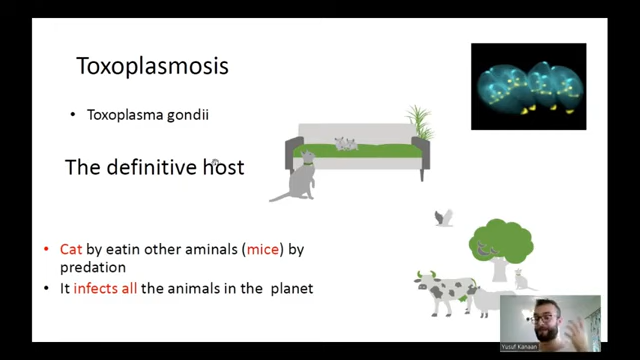 Toxoplasmosis
• Toxoplasma gondii
The definitive host
• Cat by eatin other aminals (mice) by
predation
• It infects all the animals in the planet
Yusuf Kanaan